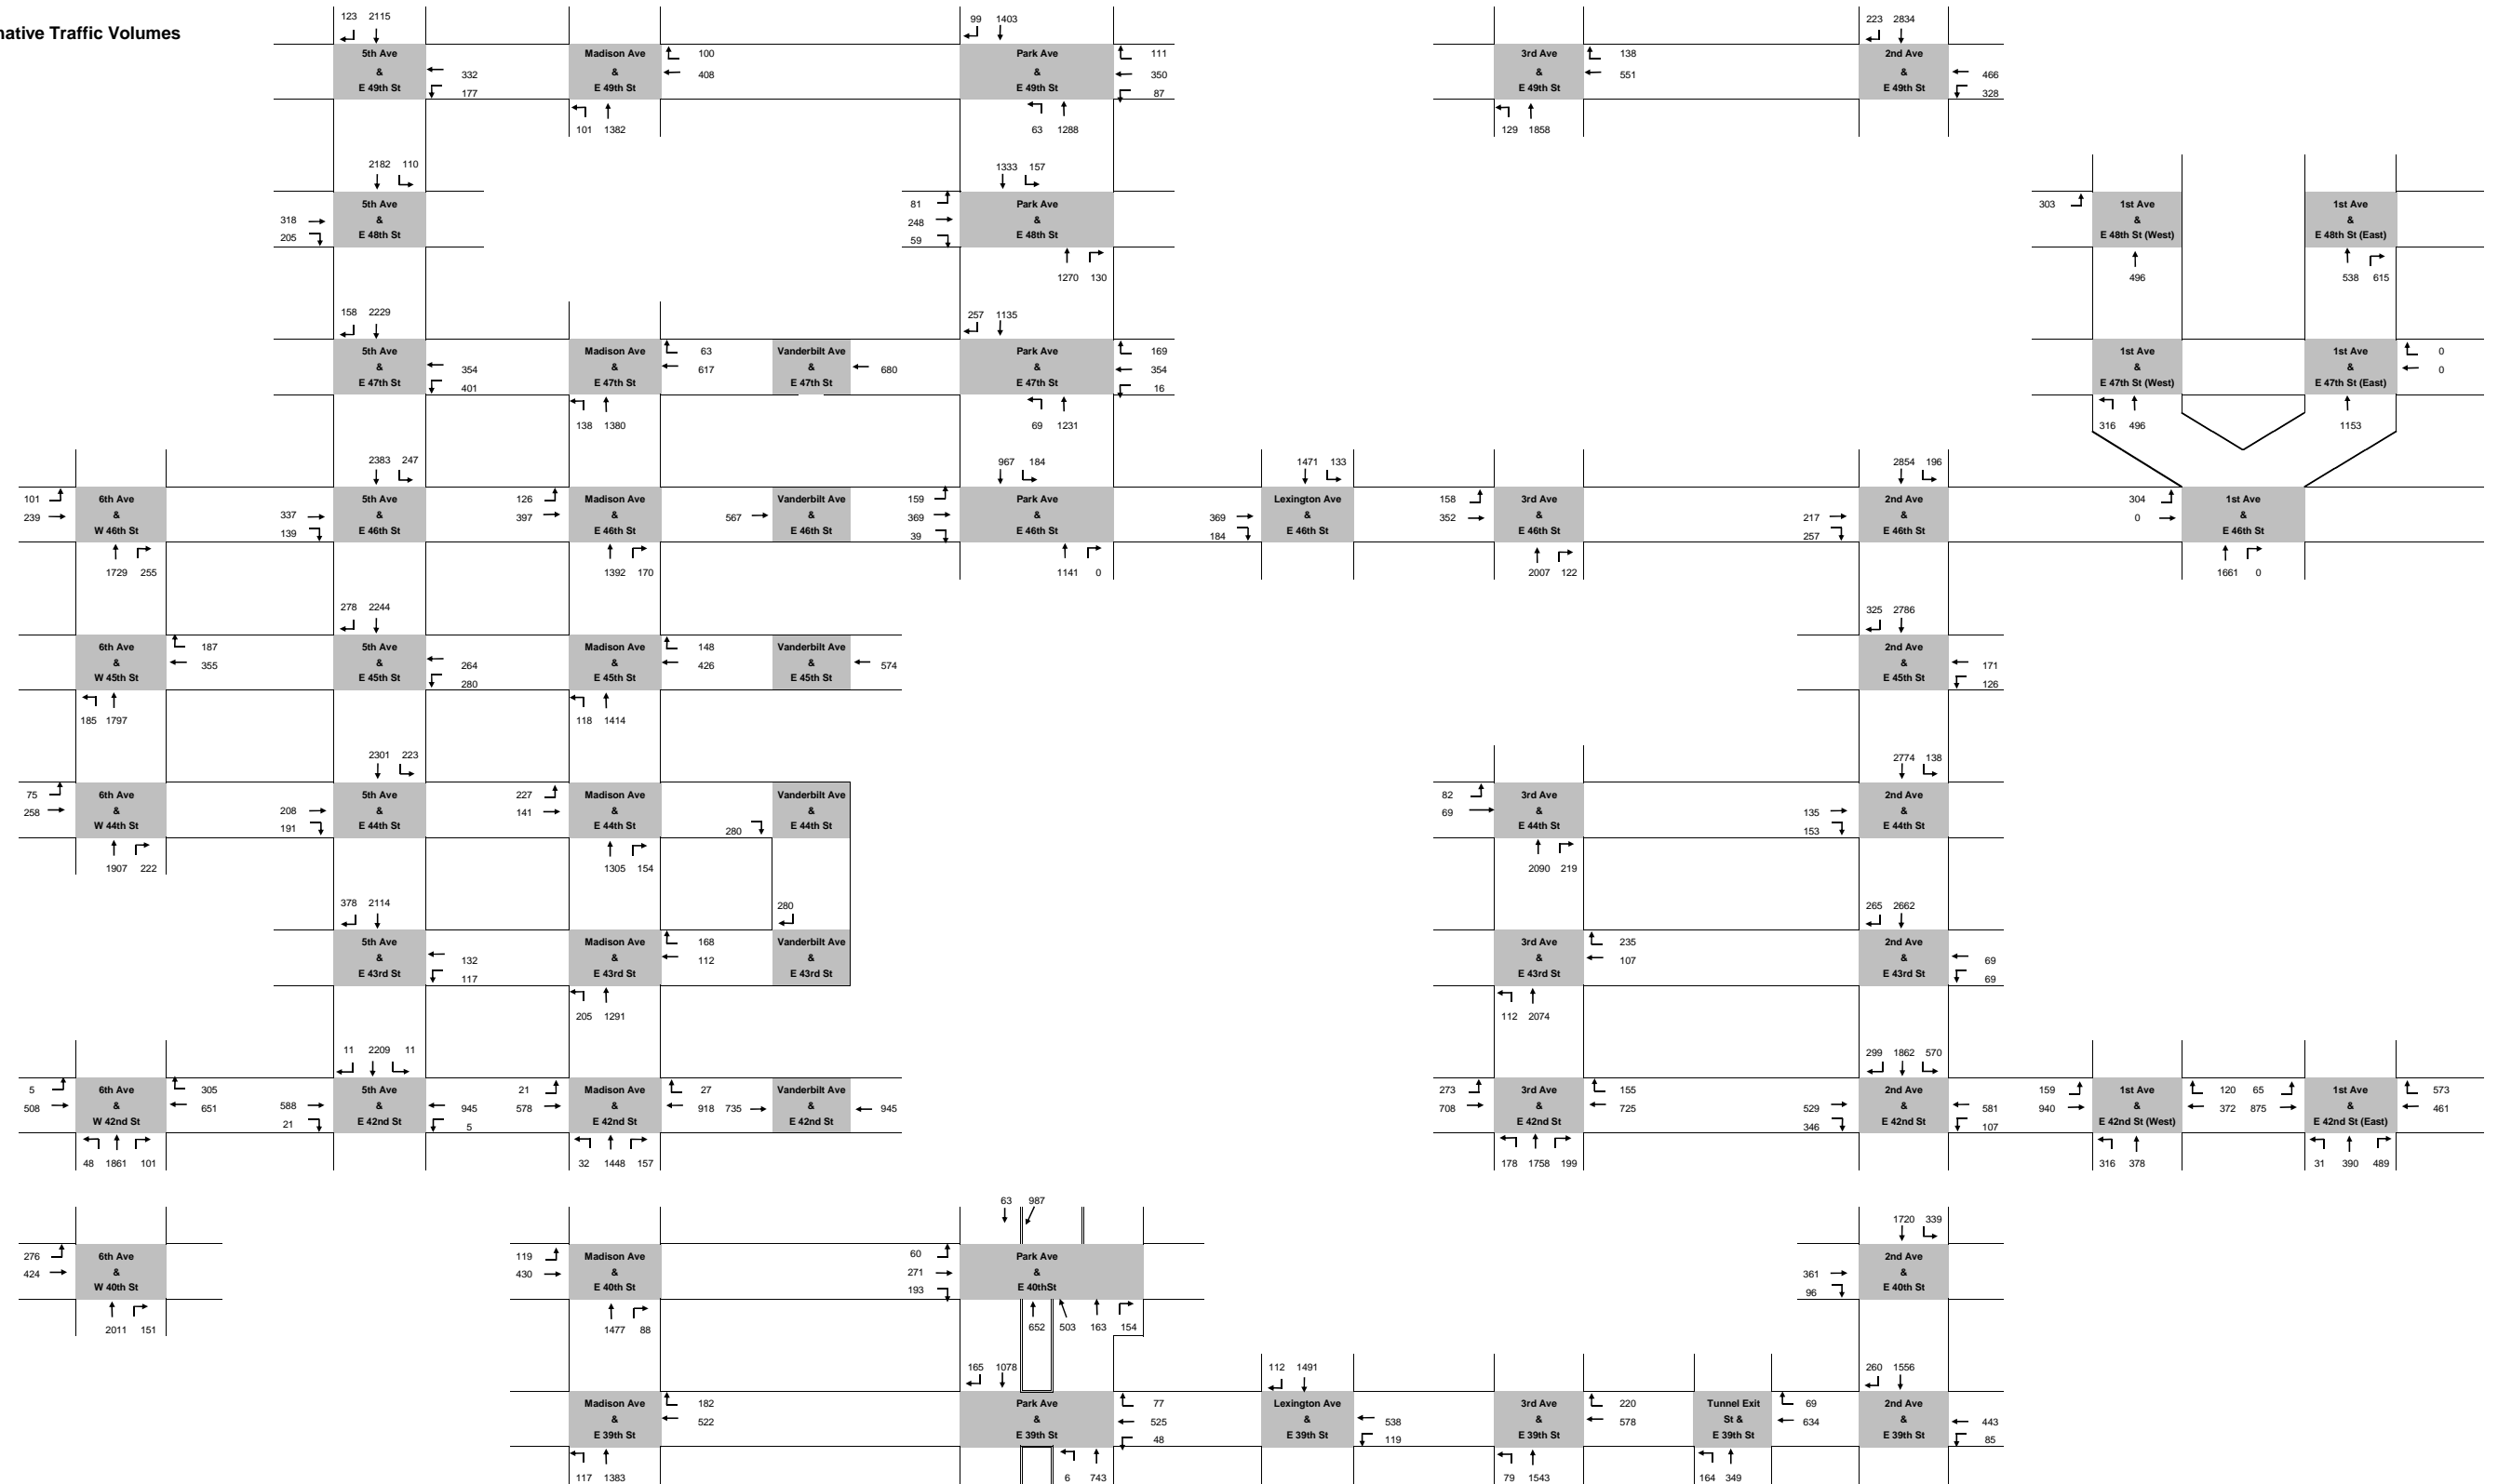 native Traffic Volumes
123 2115
99 1403
223 2834
5th Ave & E 49th St
332
177
Madison Ave & E 49th St
100
408
101 1382
Park Ave & E 49th St
111
350
87
63 1288
3rd Ave & E 49th St
138
551
129 1858
2nd Ave & E 49th St
466
328
2182 110
318
205
5th Ave & E 48th St
1333 157
81
248
59
Park Ave & E 48th St
1270 130
303
1st Ave & E 48th St (West)
496
1st Ave & E 48th St (East)
538 615
158 2229
5th Ave & E 47th St
354
401
Madison Ave & E 47th St
63
617
138 1380
Vanderbilt Ave & E 47th St
680
257 1135
Park Ave & E 47th St
169
354
16
69 1231
1st Ave & E 47th St (West)
316 496
1st Ave & E 47th St (East)
0
0
1153
101
239
6th Ave & W 46th St
1729 255
2383 247
337
139
5th Ave & E 46th St
126
397
Madison Ave & E 46th St
1392 170
567
Vanderbilt Ave & E 46th St
967 184
159
369
39
Park Ave & E 46th St
1141 0
1471 133
369
184
Lexington Ave & E 46th St
158
352
3rd Ave & E 46th St
2007 122
2854 196
217
257
2nd Ave & E 46th St
304
0
1st Ave & E 46th St
1661 0
6th Ave & W 45th St
187
355
185 1797
278 2244
5th Ave & E 45th St
264
280
Madison Ave & E 45th St
148
426
118 1414
Vanderbilt Ave & E 45th St
574
325 2786
2nd Ave & E 45th St
171
126
75
258
6th Ave & W 44th St
1907 222
2301 223
208
191
5th Ave & E 44th St
227
141
Madison Ave & E 44th St
1305 154
280
Vanderbilt Ave & E 44th St
82
69
3rd Ave & E 44th St
2090 219
2774 138
135
153
2nd Ave & E 44th St
378 2114
5th Ave & E 43rd St
132
117
Madison Ave & E 43rd St
168
112
205 1291
280
Vanderbilt Ave & E 43rd St
3rd Ave & E 43rd St
235
107
112 2074
265 2662
2nd Ave & E 43rd St
69
69
5
508
6th Ave & W 42nd St
305
651
48 1861 101
11 2209 11
588
21
5th Ave & E 42nd St
945
5
21
578
Madison Ave & E 42nd St
27
918
32 1448 157
735
Vanderbilt Ave & E 42nd St
945
273
708
3rd Ave & E 42nd St
155
725
178 1758 199
299 1862 570
529
346
2nd Ave & E 42nd St
581
107
159
940
1st Ave & E 42nd St (West)
120
372
316 378
65
875
1st Ave & E 42nd St (East)
573
461
31 390 489
276
424
6th Ave & W 40th St
2011 151
119
430
Madison Ave & E 40th St
1477 88
63 987
60
271
193
Park Ave & E 40thSt
652 503 163 154
1720 339
361
96
2nd Ave & E 40th St
Madison Ave & E 39th St
182
522
117 1383
165 1078
Park Ave & E 39th St
77
525
48
6 743
112 1491
Lexington Ave & E 39th St
538
119
3rd Ave & E 39th St
220
578
79 1543
Tunnel Exit St & E 39th St
69
634
164 349
260 1556
2nd Ave & E 39th St
443
85